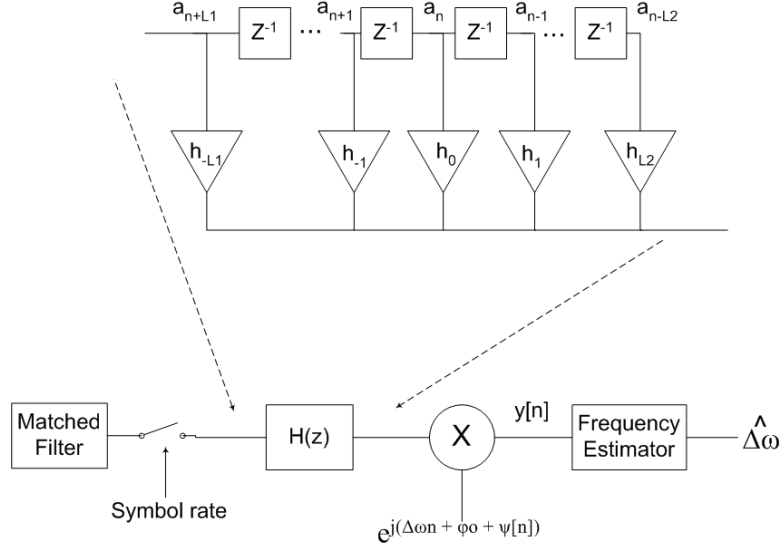 a_{n+L1} a_{n+1} a_n a_{n-1} a_{n-L2}
Z⁻¹ ... Z⁻¹ Z⁻¹ ... Z⁻¹
h_{-L1} h_{-1} h_0 h_1 h_{L2}
Matched
Filter
Symbol rate
H(z)
X
e^{j(Δωn + φo + ψ[n])}
y[n]
Frequency
Estimator
\hat{Δω}